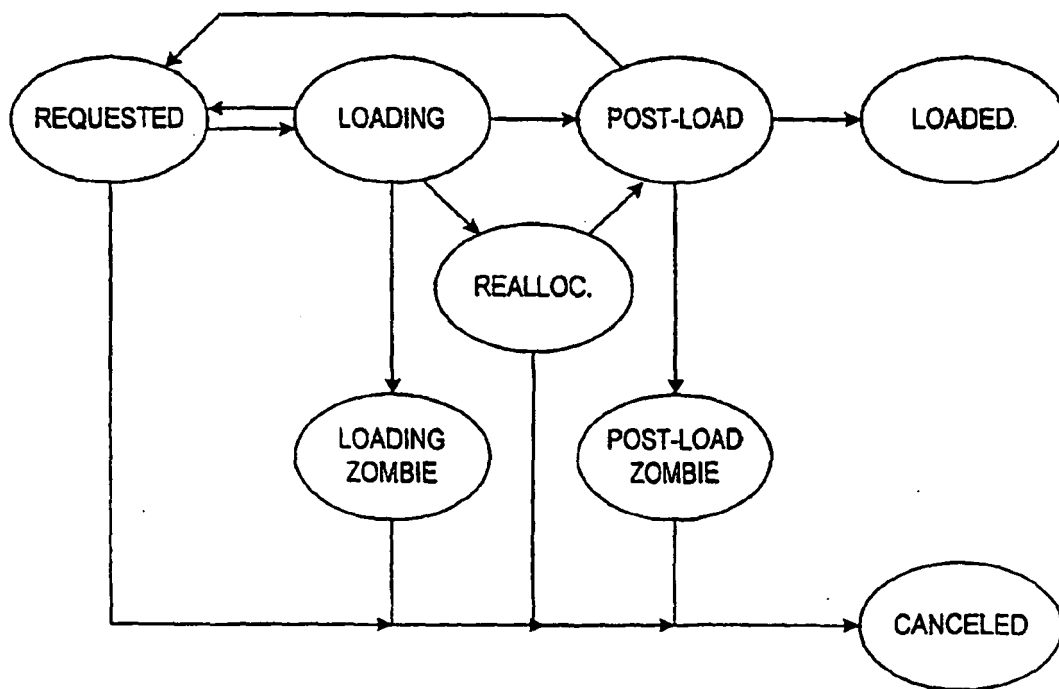 REQUESTED
LOADING
POST-LOAD
LOADED.
REALLOC.
LOADING
ZOMBIE
POST-LOAD
ZOMBIE
CANCELED